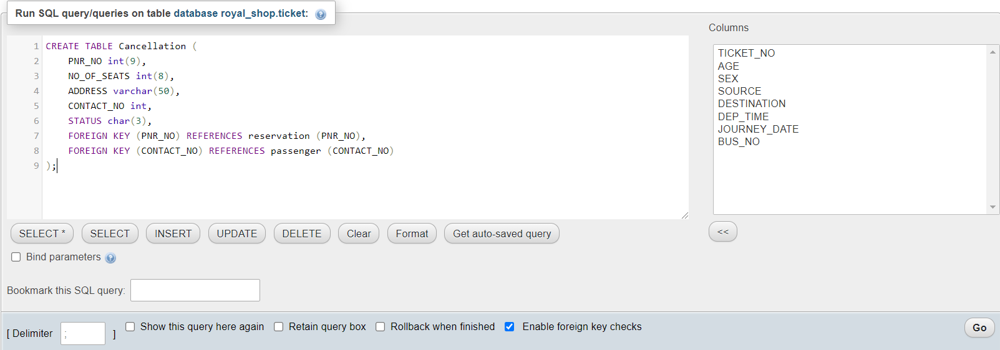 Run SQL query/queries on table database royal_shop.ticket:
Columns
1 CREATE TABLE Cancellation (
2 PNR_NO int(9),
3 NO_OF_SEATS int(8),
4 ADDRESS varchar(50),
5 CONTACT_NO int,
6 STATUS char(3),
7 FOREIGN KEY (PNR_NO) REFERENCES reservation (PNR_NO),
8 FOREIGN KEY (CONTACT_NO) REFERENCES passenger (CONTACT_NO)
9 );
TICKET_NO
AGE
SEX
SOURCE
DESTINATION
DEP_TIME
JOURNEY_DATE
BUS_NO
SELECT * SELECT INSERT UPDATE DELETE Clear Format Get auto-saved query
<<
Bind parameters
Bookmark this SQL query:
[ Delimiter ; ] Show this query here again Retain query box Rollback when finished Enable foreign key checks Go